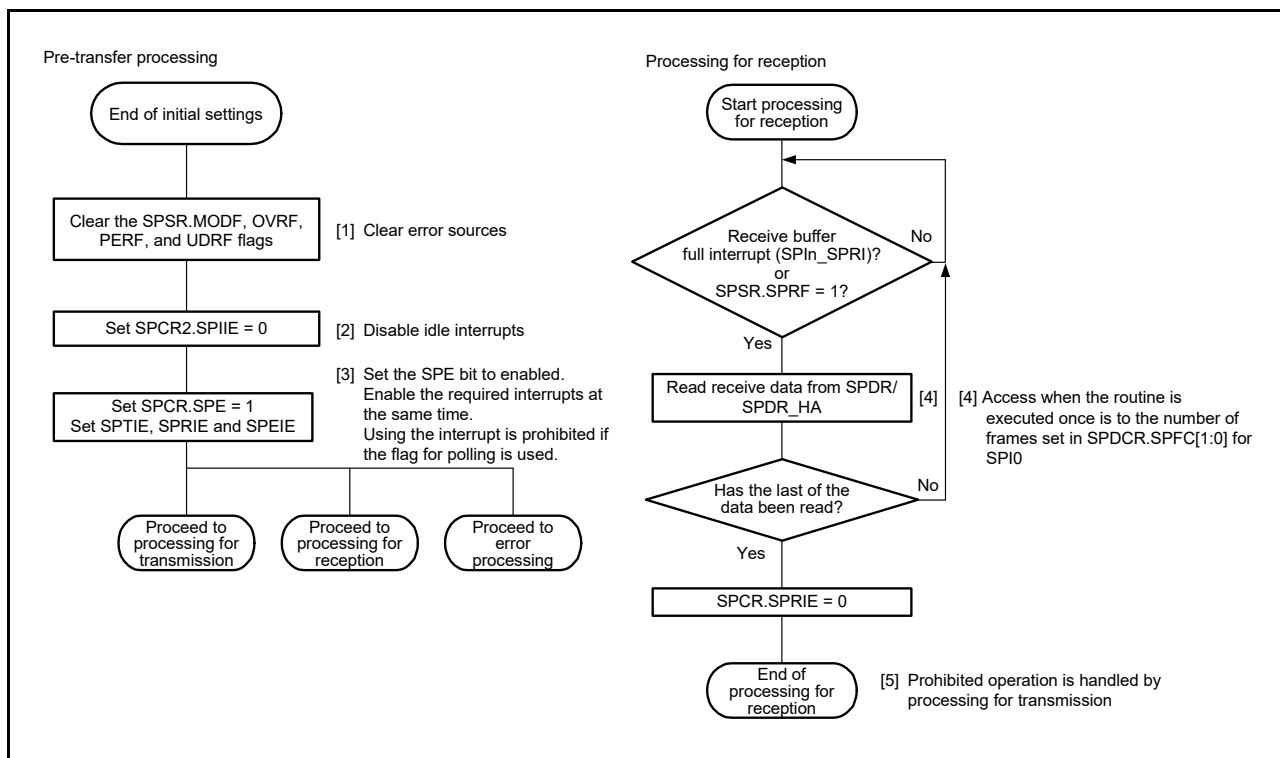 Pre-transfer processing
End of initial settings
Clear the SPSR.MODF, OVRF,
PERF, and UDRF flags
[1] Clear error sources
Set SPCR2.SPIIE = 0
[2] Disable idle interrupts
Set SPCR.SPE = 1
Set SPTIE, SPRIE and SPEIE
[3] Set the SPE bit to enabled.
Enable the required interrupts at
the same time.
Using the interrupt is prohibited if
the flag for polling is used.
Proceed to
processing for
transmission
Proceed to
processing for
reception
Proceed to
error
processing
Processing for reception
Start processing
for reception
Receive buffer
full interrupt (SPIn_SPRI)?
or
SPSR.SPRF = 1?
No
Yes
Read receive data from SPDR/
SPDR_HA
[4]
[4] Access when the routine is
executed once is to the number of
frames set in SPDCR.SPFC[1:0] for
SPI0
Has the last of the
data been read?
No
Yes
SPCR.SPRIE = 0
End of
processing for
reception
[5] Prohibited operation is handled by
processing for transmission